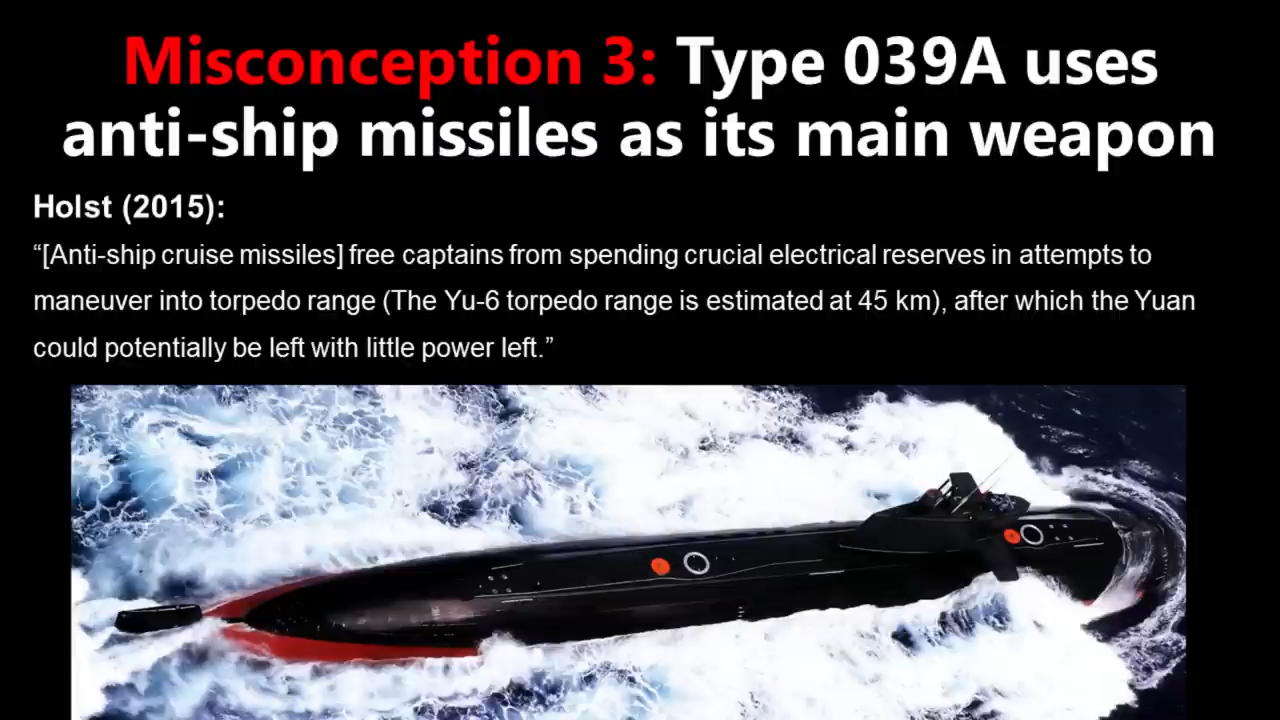 Misconception 3: Type 039A uses
anti-ship missiles as its main weapon
Holst (2015):
“[Anti-ship cruise missiles] free captains from spending crucial electrical reserves in attempts to
maneuver into torpedo range (The Yu-6 torpedo range is estimated at 45 km), after which the Yuan
could potentially be left with little power left.”